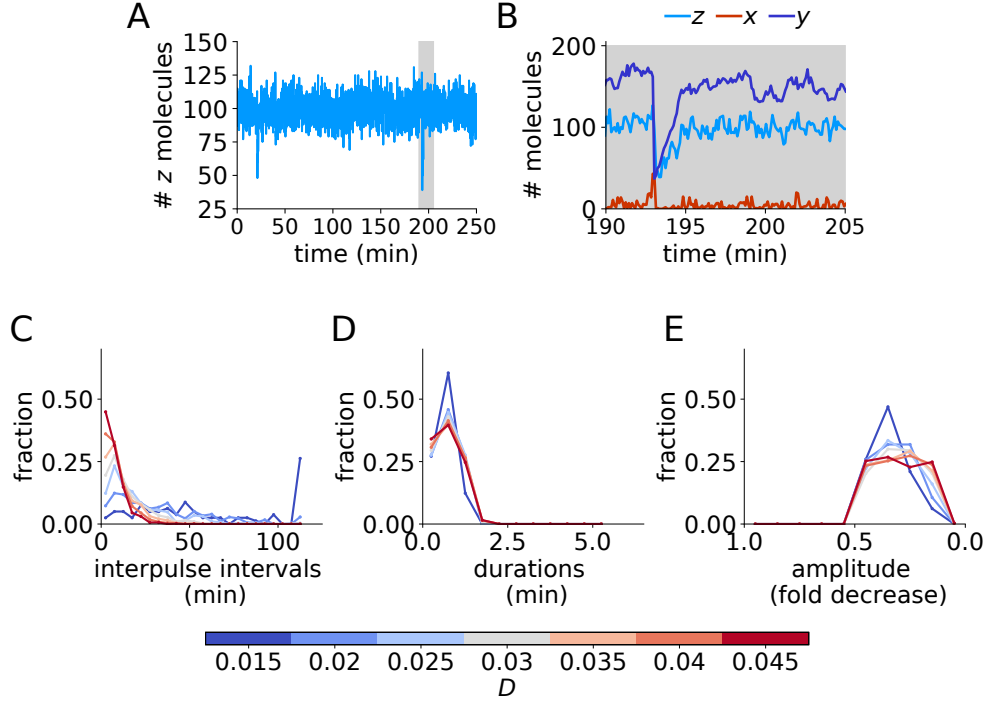 A
B
z x y
150
125
100
75
50
25
# z molecules
0 50 100 150 200 250
time (min)
200
100
0
# molecules
190 195 200 205
time (min)
C
D
E
0.50
0.25
0.00
fraction
0 50 100
interpulse intervals
(min)
0.50
0.25
0.00
fraction
0.0 2.5 5.0
durations
(min)
0.50
0.25
0.00
fraction
1.0 0.5 0.0
amplitude
(fold decrease)
0.015 0.02 0.025 0.03 0.035 0.04 0.045
D